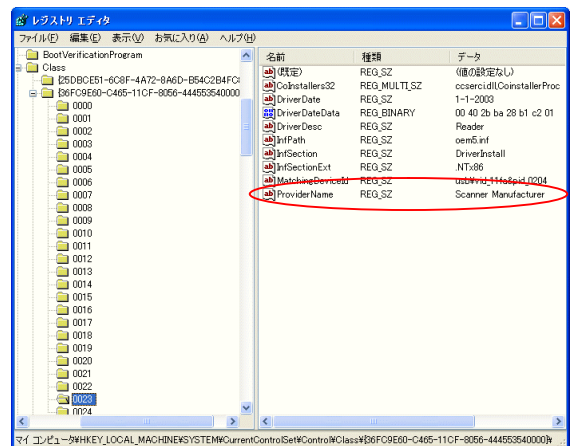 レジストリ エディタ
ファイル(F) 編集(E) 表示(V) お気に入り(A) ヘルプ(H)
BootVerificationProgram
Class
{25DBCE51-6C8F-4A72-8A6D-B54C2B4FC
{36FC9E60-C465-11CF-8056-444553540000
0000
0001
0002
0003
0004
0005
0006
0007
0008
0009
0010
0011
0012
0013
0014
0015
0016
0017
0018
0019
0020
0021
0022
0023
0024
名前 種類 データ
(既定) REG_SZ (値の設定なし)
CoInstallers32 REG_MULTI_SZ ccserci.dll,CoinstallerProc
DriverDate REG_SZ 1-1-2003
DriverDateData REG_BINARY 00 40 2b ba 28 b1 c2 01
DriverDesc REG_SZ Reader
InfPath REG_SZ oem5.inf
InfSection REG_SZ DriverInstall
InfSectionExt REG_SZ .NTx86
MatchingDeviceId REG_SZ usb¥vid_11fa&pid_0204
ProviderName REG_SZ Scanner Manufacturer
マイ コンピュータ¥HKEY_LOCAL_MACHINE¥SYSTEM¥CurrentControlSet¥Control¥Class¥{36FC9E60-C465-11CF-8056-444553540000}¥